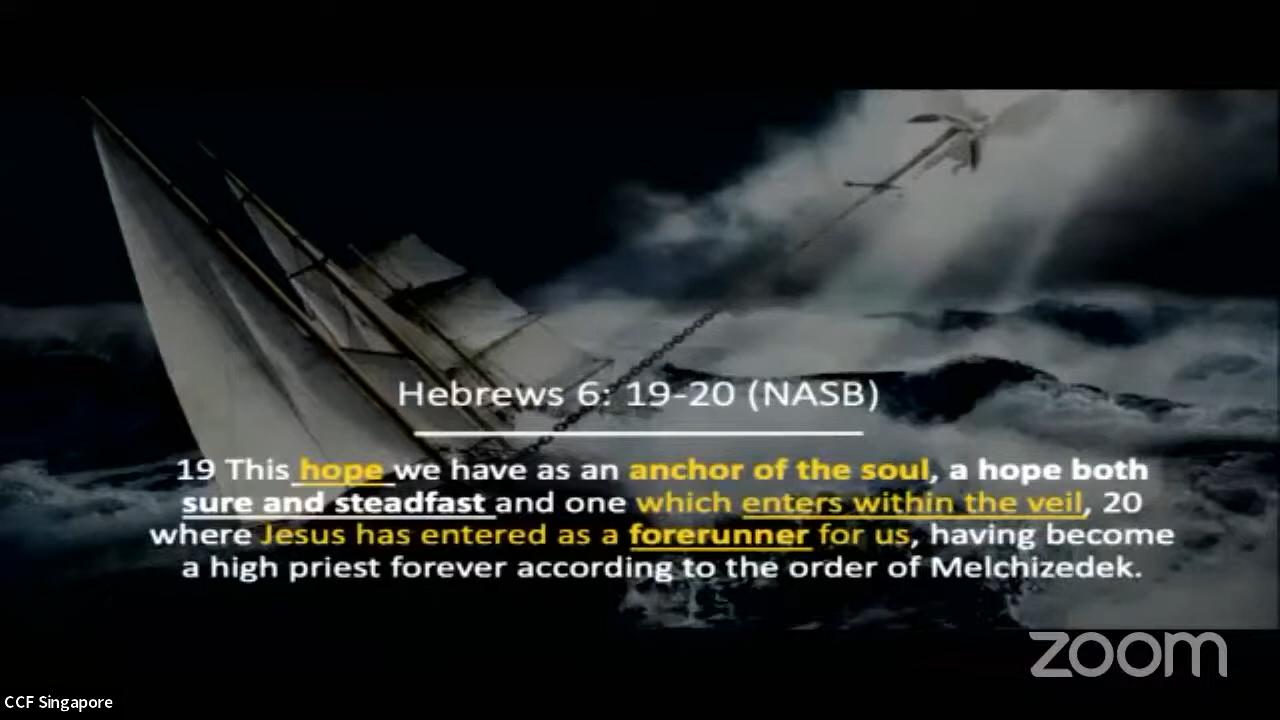 Hebrews 6: 19-20 (NASB)
19 This hope we have as an anchor of the soul, a hope both
sure and steadfast and one which enters within the veil, 20
where Jesus has entered as a forerunner for us, having become
a high priest forever according to the order of Melchizedek.
zoom
CCF Singapore